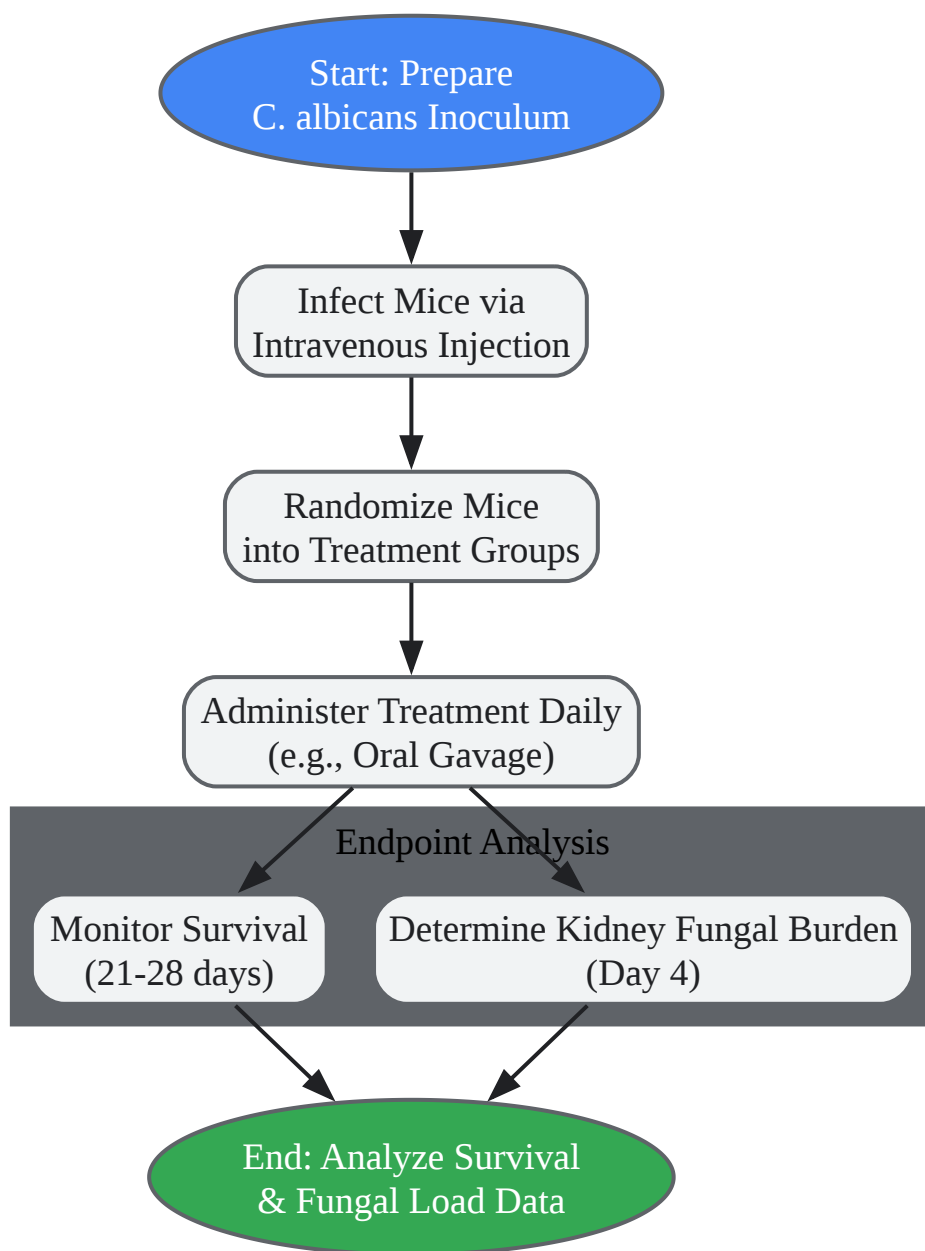 Start: Prepare
C. albicans Inoculum
Infect Mice via
Intravenous Injection
Randomize Mice
into Treatment Groups
Administer Treatment Daily
(e.g., Oral Gavage)
Endpoint Analysis
Monitor Survival
(21-28 days)
Determine Kidney Fungal Burden
(Day 4)
End: Analyze Survival
& Fungal Load Data